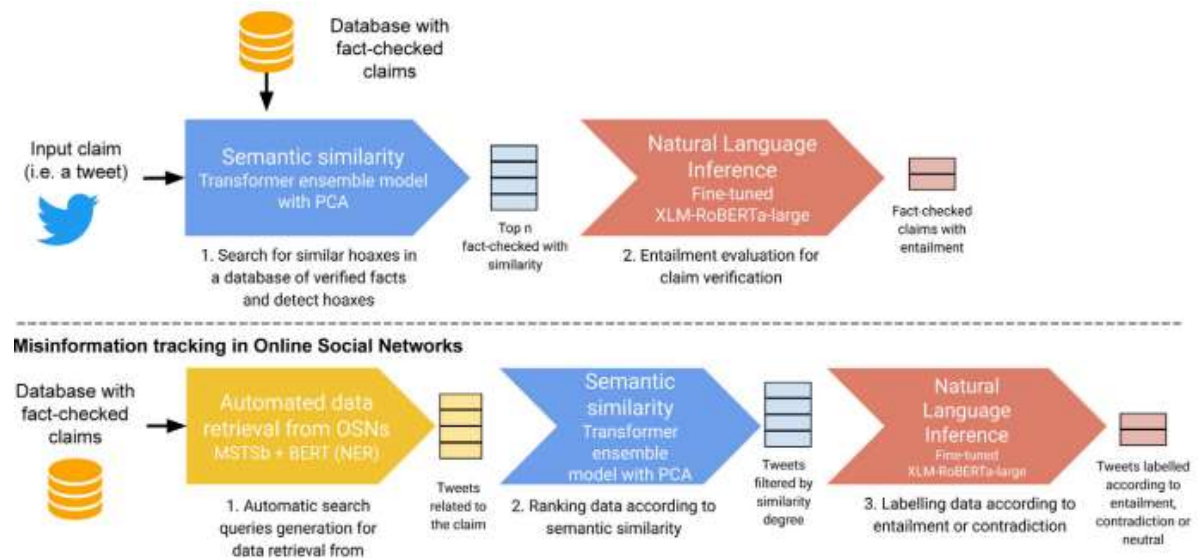 Database with
fact-checked
claims
Input claim
(i.e. a tweet)
Semantic similarity
Transformer ensemble model
with PCA
Top n
fact-checked with
similarity
Natural Language
Inference
Fine-tuned
XLM-RoBERTa-large
Fact-checked
claims with
entailment
1. Search for similar hoaxes in
a database of verified facts
and detect hoaxes
2. Entailment evaluation for
claim verification
Misinformation tracking in Online Social Networks
Database with
fact-checked
claims
Automated data
retrieval from OSNs
MSTSb + BERT (NER)
Tweets
related to
the claim
Semantic
similarity
Transformer
ensemble
model with PCA
Tweets
filtered by
similarity
degree
Natural
Language
Inference
Fine-tuned
XLM-RoBERTa-large
Tweets labelled
according to
entailment,
contradiction or
neutral
1. Automatic search
queries generation for
data retrieval from
2. Ranking data according to
semantic similarity
3. Labelling data according to
entailment or contradiction